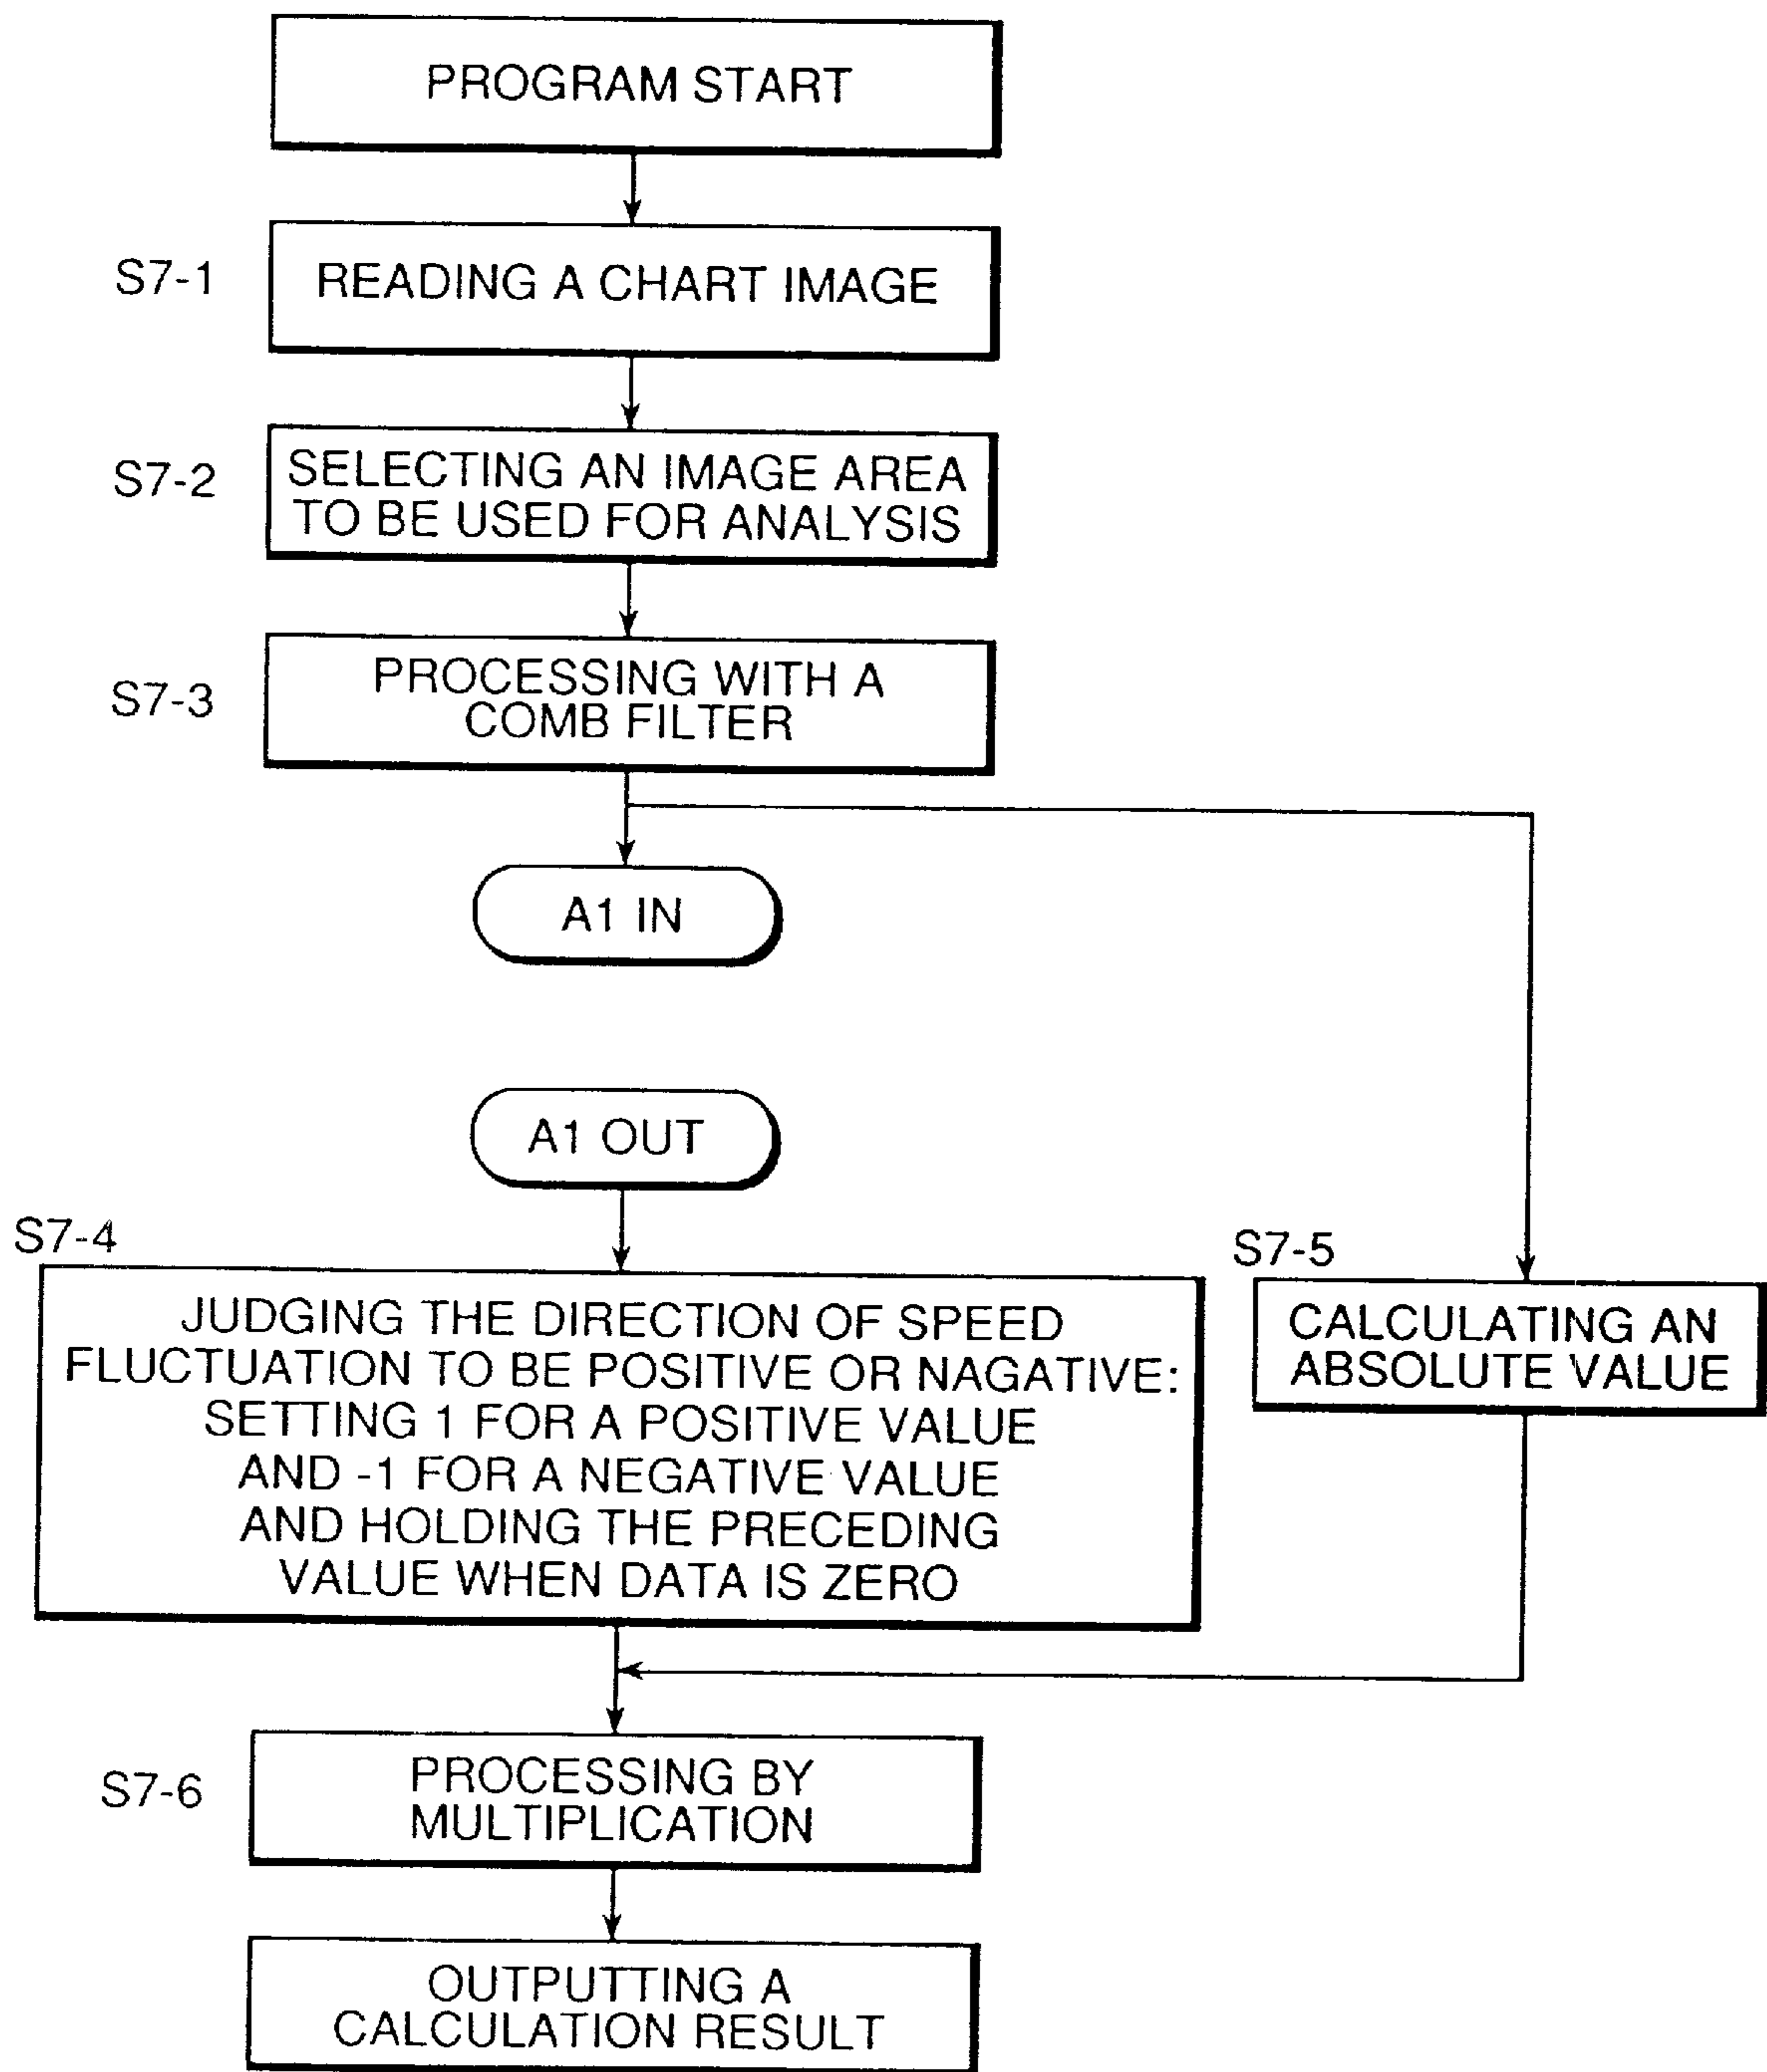 PROGRAM START
S7-1
READING A CHART IMAGE
S7-2
SELECTING AN IMAGE AREA
TO BE USED FOR ANALYSIS
S7-3
PROCESSING WITH A
COMB FILTER
A1 IN
A1 OUT
S7-4
JUDGING THE DIRECTION OF SPEED
FLUCTUATION TO BE POSITIVE OR NAGATIVE:
SETTING 1 FOR A POSITIVE VALUE
AND -1 FOR A NEGATIVE VALUE
AND HOLDING THE PRECEDING
VALUE WHEN DATA IS ZERO
S7-5
CALCULATING AN
ABSOLUTE VALUE
S7-6
PROCESSING BY
MULTIPLICATION
OUTPUTTING A
CALCULATION RESULT